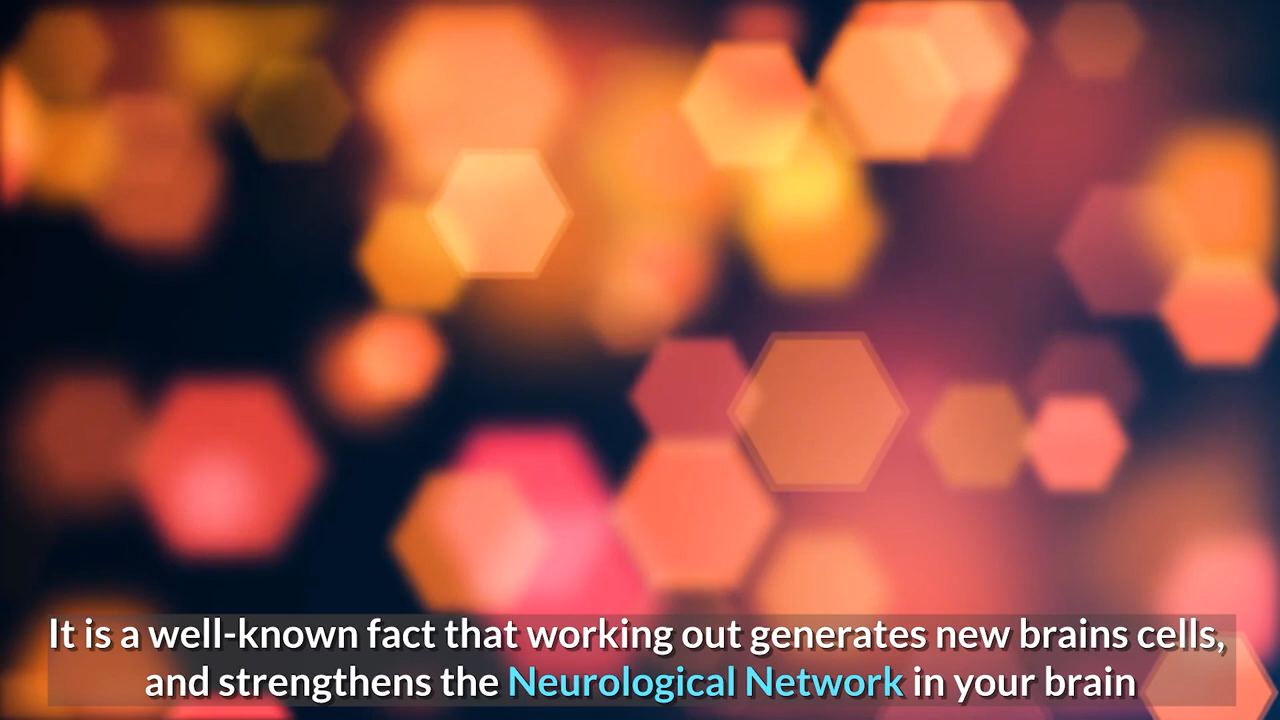 It is a well-known fact that working out generates new brains cells,
and strengthens the Neurological Network in your brain